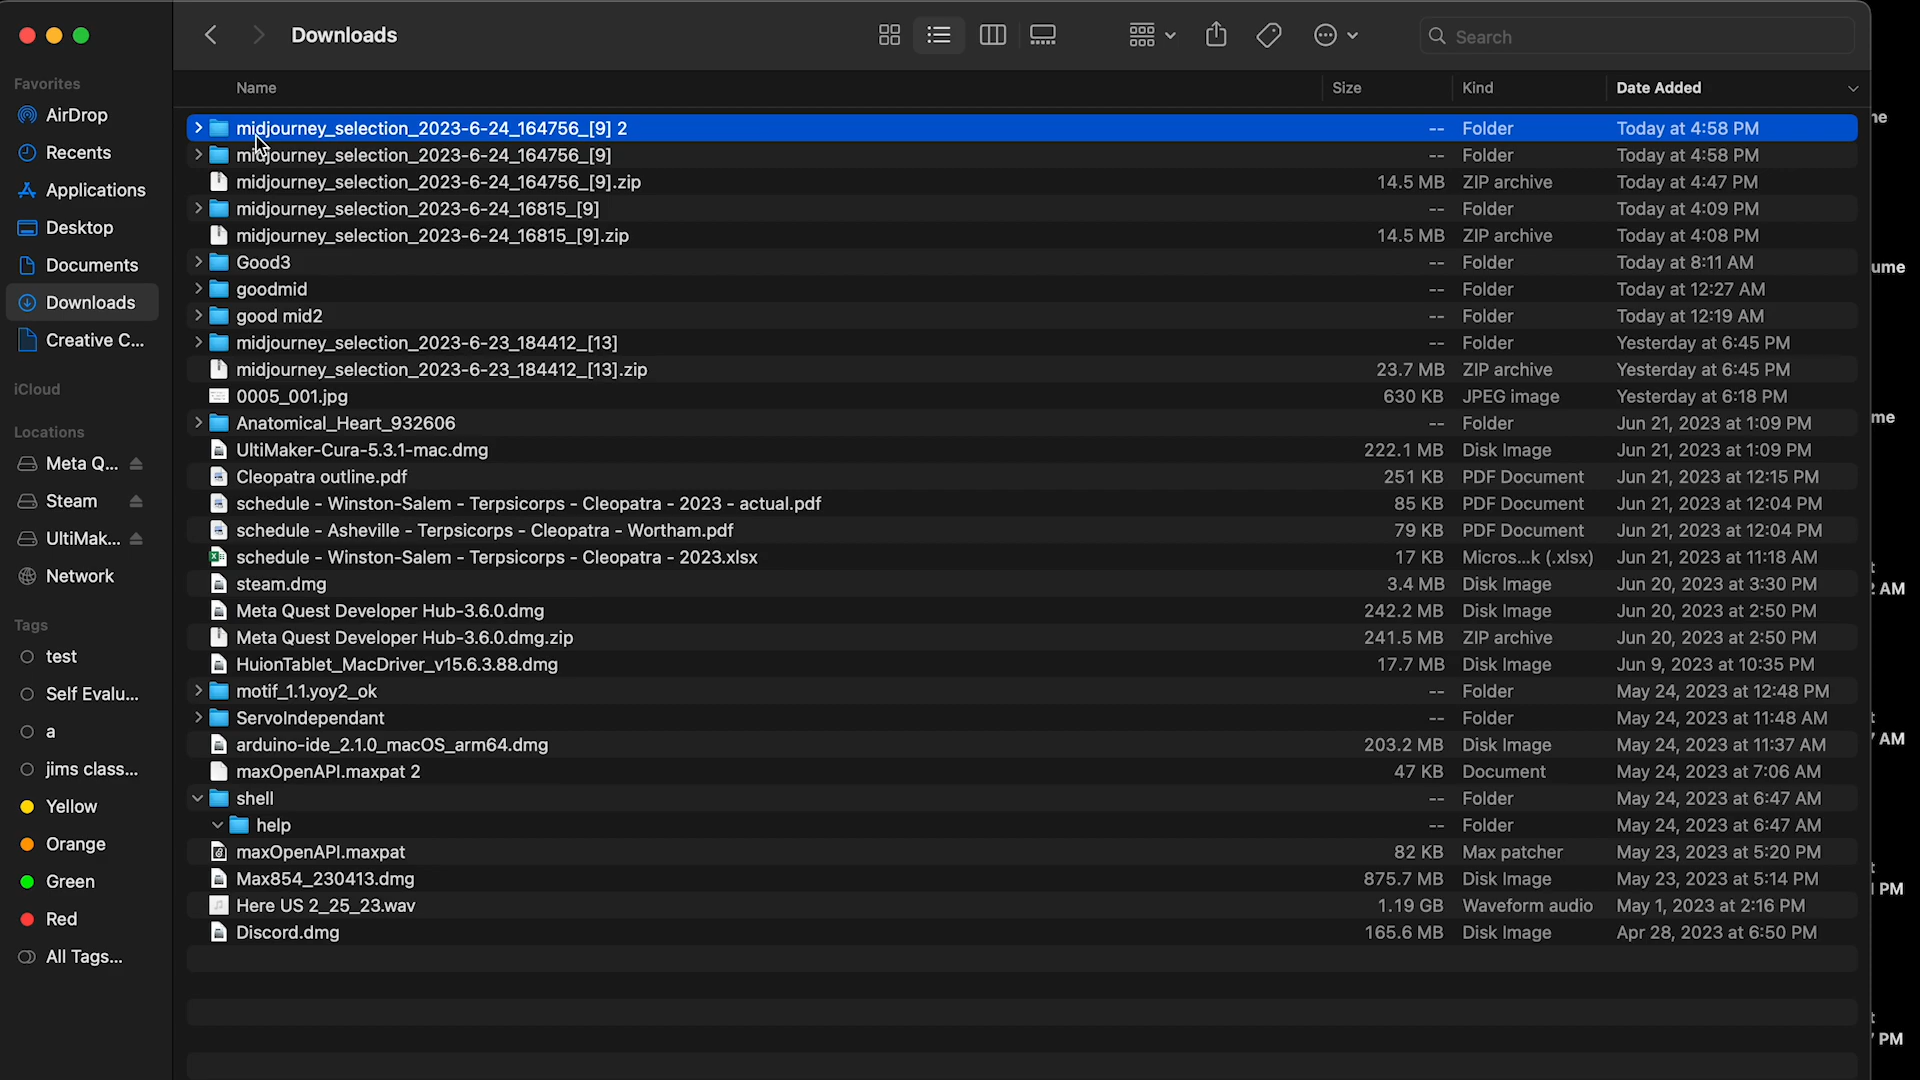 Downloads
Search
Favorites
AirDrop
Recents
Applications
Desktop
Documents
Downloads
Creative C...
iCloud
Locations
Meta Q...
Steam
UltiMak...
Network
Tags
test
Self Evalu...
a
jims class...
Yellow
Orange
Green
Red
All Tags...
Name Size Kind Date Added
midjourney_selection_2023-6-24_164756_[9] 2 -- Folder Today at 4:58 PM
midjourney_selection_2023-6-24_164756_[9] -- Folder Today at 4:58 PM
midjourney_selection_2023-6-24_164756_[9].zip 14.5 MB ZIP archive Today at 4:47 PM
midjourney_selection_2023-6-24_16815_[9] -- Folder Today at 4:09 PM
midjourney_selection_2023-6-24_16815_[9].zip 14.5 MB ZIP archive Today at 4:08 PM
Good3 -- Folder Today at 8:11 AM
goodmid -- Folder Today at 12:27 AM
good mid2 -- Folder Today at 12:19 AM
midjourney_selection_2023-6-23_184412_[13] -- Folder Yesterday at 6:45 PM
midjourney_selection_2023-6-23_184412_[13].zip 23.7 MB ZIP archive Yesterday at 6:45 PM
0005_001.jpg 630 KB JPEG image Yesterday at 6:18 PM
Anatomical_Heart_932606 -- Folder Jun 21, 2023 at 1:09 PM
UltiMaker-Cura-5.3.1-mac.dmg 222.1 MB Disk Image Jun 21, 2023 at 1:09 PM
Cleopatra outline.pdf 251 KB PDF Document Jun 21, 2023 at 12:15 PM
schedule - Winston-Salem - Terpsicorps - Cleopatra - 2023 - actual.pdf 85 KB PDF Document Jun 21, 2023 at 12:04 PM
schedule - Asheville - Terpsicorps - Cleopatra - Wortham.pdf 79 KB PDF Document Jun 21, 2023 at 12:04 PM
schedule - Winston-Salem - Terpsicorps - Cleopatra - 2023.xlsx 17 KB Micros...k (.xlsx) Jun 21, 2023 at 11:18 AM
steam.dmg 3.4 MB Disk Image Jun 20, 2023 at 3:30 PM
Meta Quest Developer Hub-3.6.0.dmg 242.2 MB Disk Image Jun 20, 2023 at 2:50 PM
Meta Quest Developer Hub-3.6.0.dmg.zip 241.5 MB ZIP archive Jun 20, 2023 at 2:50 PM
HuionTablet_MacDriver_v15.6.3.88.dmg 17.7 MB Disk Image Jun 9, 2023 at 10:35 PM
motif_1.1.yoy2_ok -- Folder May 24, 2023 at 12:48 PM
ServoIndependant -- Folder May 24, 2023 at 11:48 AM
arduino-ide_2.1.0_macOS_arm64.dmg 203.2 MB Disk Image May 24, 2023 at 11:37 AM
maxOpenAPI.maxpat 2 47 KB Document May 24, 2023 at 7:06 AM
shell -- Folder May 24, 2023 at 6:47 AM
help -- Folder May 24, 2023 at 6:47 AM
maxOpenAPI.maxpat 82 KB Max patcher May 23, 2023 at 5:20 PM
Max854_230413.dmg 875.7 MB Disk Image May 23, 2023 at 5:14 PM
Here US 2_25_23.wav 1.19 GB Waveform audio May 1, 2023 at 2:16 PM
Discord.dmg 165.6 MB Disk Image Apr 28, 2023 at 6:50 PM
AM
AM
PM
PM